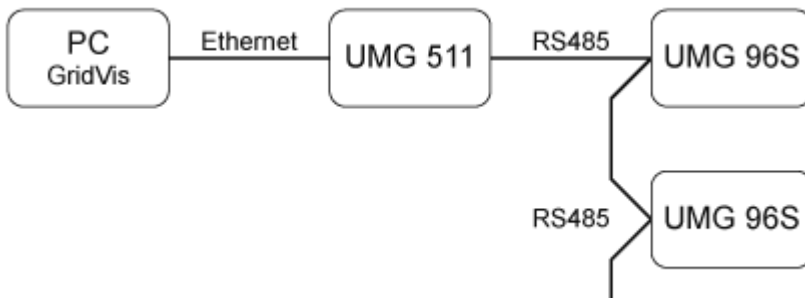 PC
GridVis
Ethernet
UMG 511
RS485
UMG 96S
RS485
UMG 96S